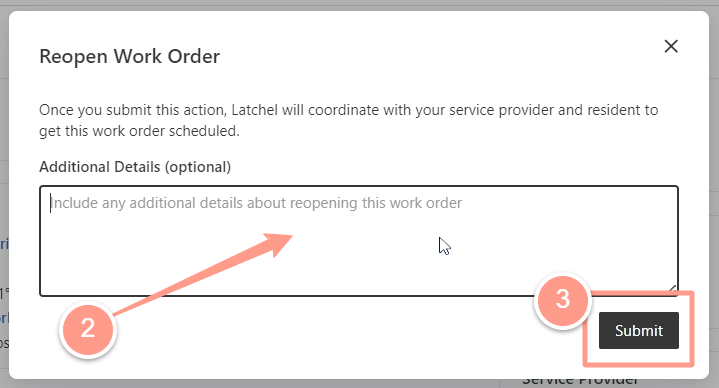 Reopen Work Order
Once you submit this action, Latchel will coordinate with your service provider and resident to
get this work order scheduled.
Additional Details (optional)
Include any additional details about reopening this work order
2
3
Submit
Service Provider